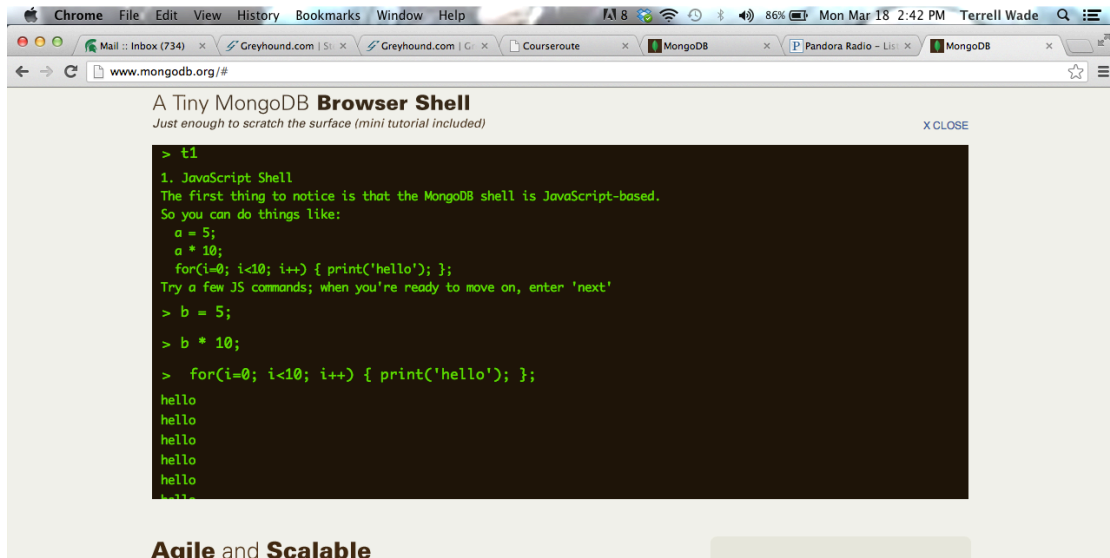 Chrome File Edit View History Bookmarks Window Help 8 86% Mon Mar 18 2:42 PM Terrell Wade
Mail :: Inbox (734) × Greyhound.com | St × Greyhound.com | Gr × Courseroute × MongoDB × P Pandora Radio – List × MongoDB ×
www.mongodb.org/#
A Tiny MongoDB Browser Shell
Just enough to scratch the surface (mini tutorial included)
X CLOSE
> t1
1. JavaScript Shell
The first thing to notice is that the MongoDB shell is JavaScript-based.
So you can do things like:
a = 5;
a * 10;
for(i=0; i<10; i++) { print('hello'); };
Try a few JS commands; when you're ready to move on, enter 'next'
> b = 5;
> b * 10;
> for(i=0; i<10; i++) { print('hello'); };
hello
hello
hello
hello
hello
hello
Agile and Scalable